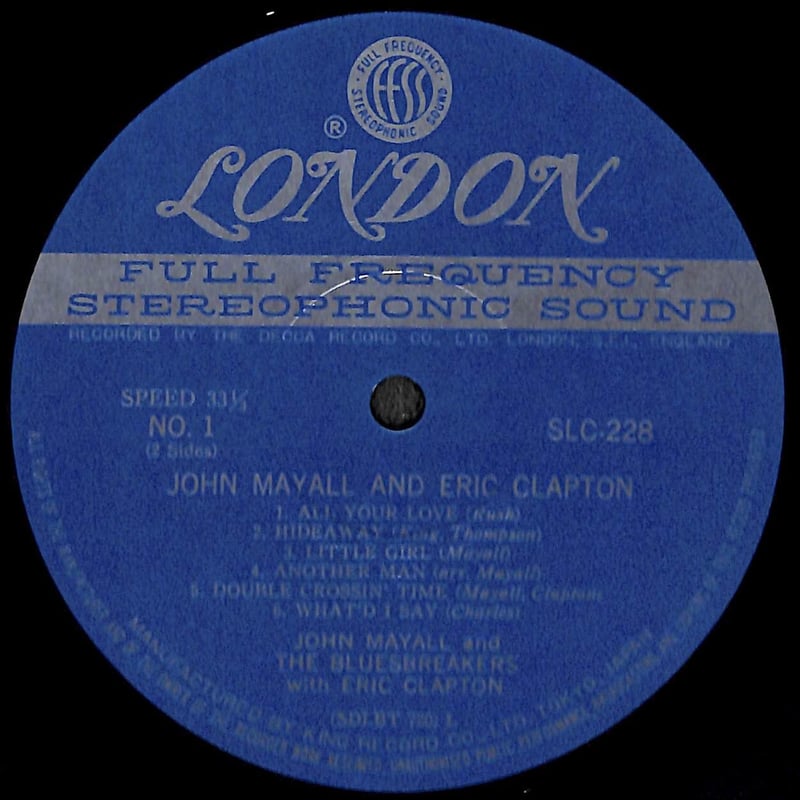 FULL FREQUENCY
ffss
STEREOPHONIC SOUND
®
LONDON
FULL FREQUENCY
STEREOPHONIC SOUND
RECORDED BY THE DECCA RECORD CO., LTD. LONDON, S.E.I., ENGLAND
SPEED 33⅓
NO. 1
(2 Sides)
SLC-228
JOHN MAYALL AND ERIC CLAPTON
1. ALL YOUR LOVE (Rush)
2. HIDEAWAY (King, Thompson)
3. LITTLE GIRL (Mayall)
4. ANOTHER MAN (arr. Mayall)
5. DOUBLE CROSSIN' TIME (Mayall, Clapton)
6. WHAT'D I SAY (Charles)
JOHN MAYALL and
THE BLUESBREAKERS
with ERIC CLAPTON
MANUFACTURED BY KING RECORD CO., LTD. TOKYO, JAPAN